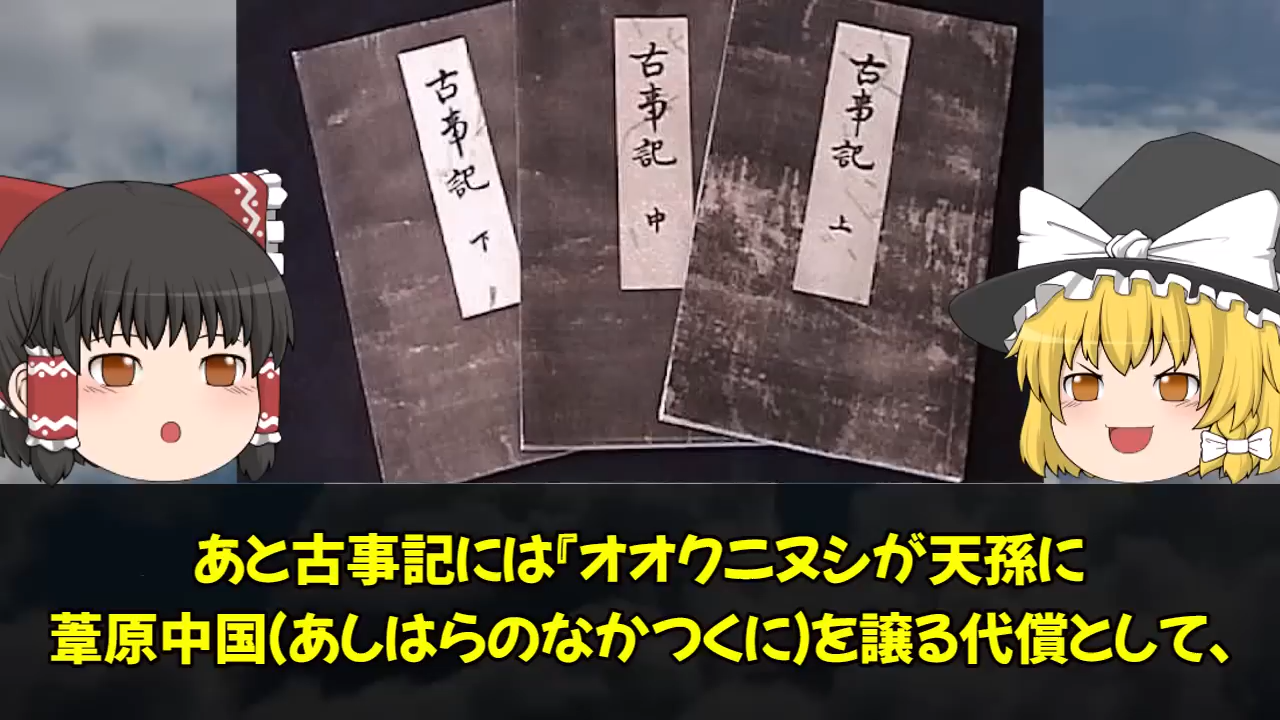 古事記 上
古事記 中
古事記 下
あと古事記には『オオクニヌシが天孫に
葦原中国(あしはらのなかつくに)を譲る代償として、